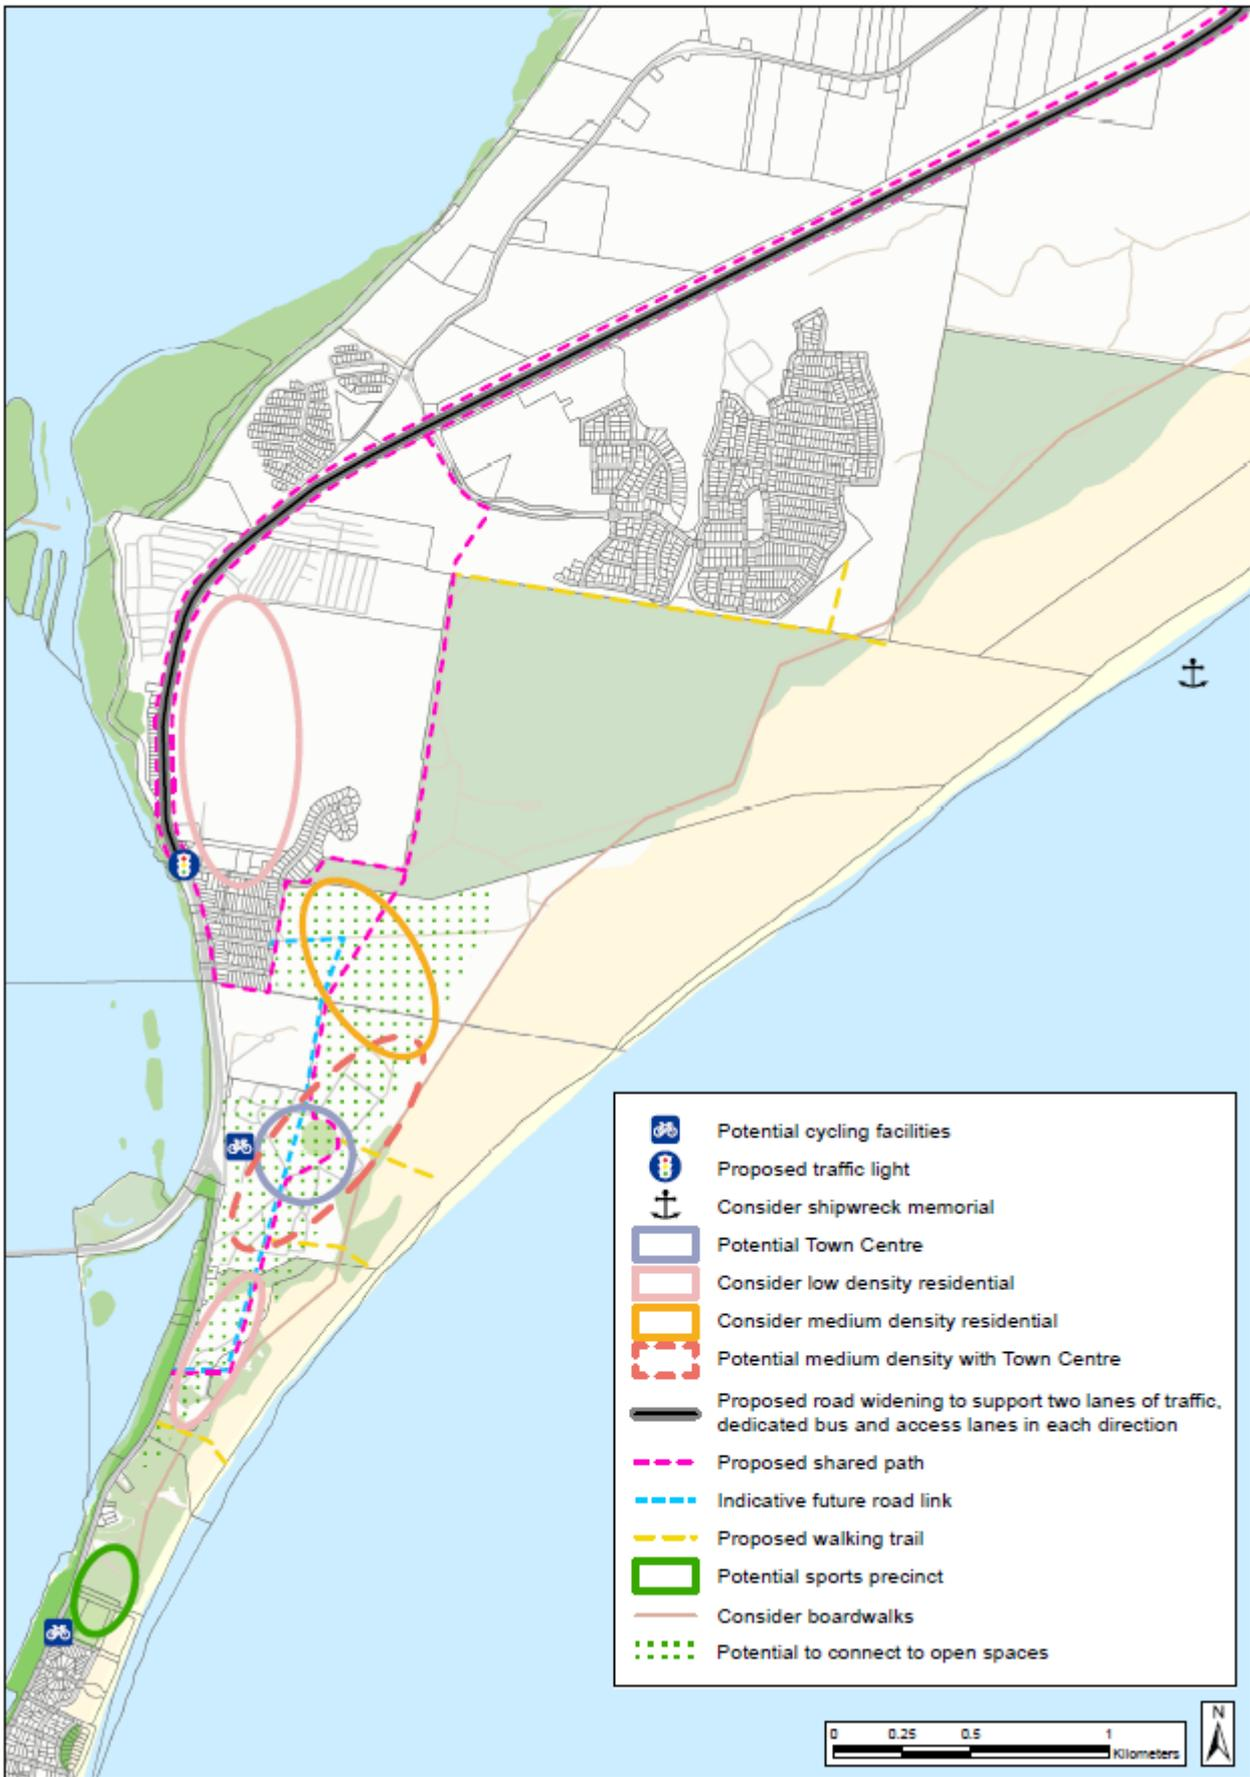 Potential cycling facilities
Proposed traffic light
Consider shipwreck memorial
Potential Town Centre
Consider low density residential
Consider medium density residential
Potential medium density with Town Centre
Proposed road widening to support two lanes of traffic,
dedicated bus and access lanes in each direction
Proposed shared path
Indicative future road link
Proposed walking trail
Potential sports precinct
Consider boardwalks
Potential to connect to open spaces
0 0.25 0.5 1
Kilometers
N